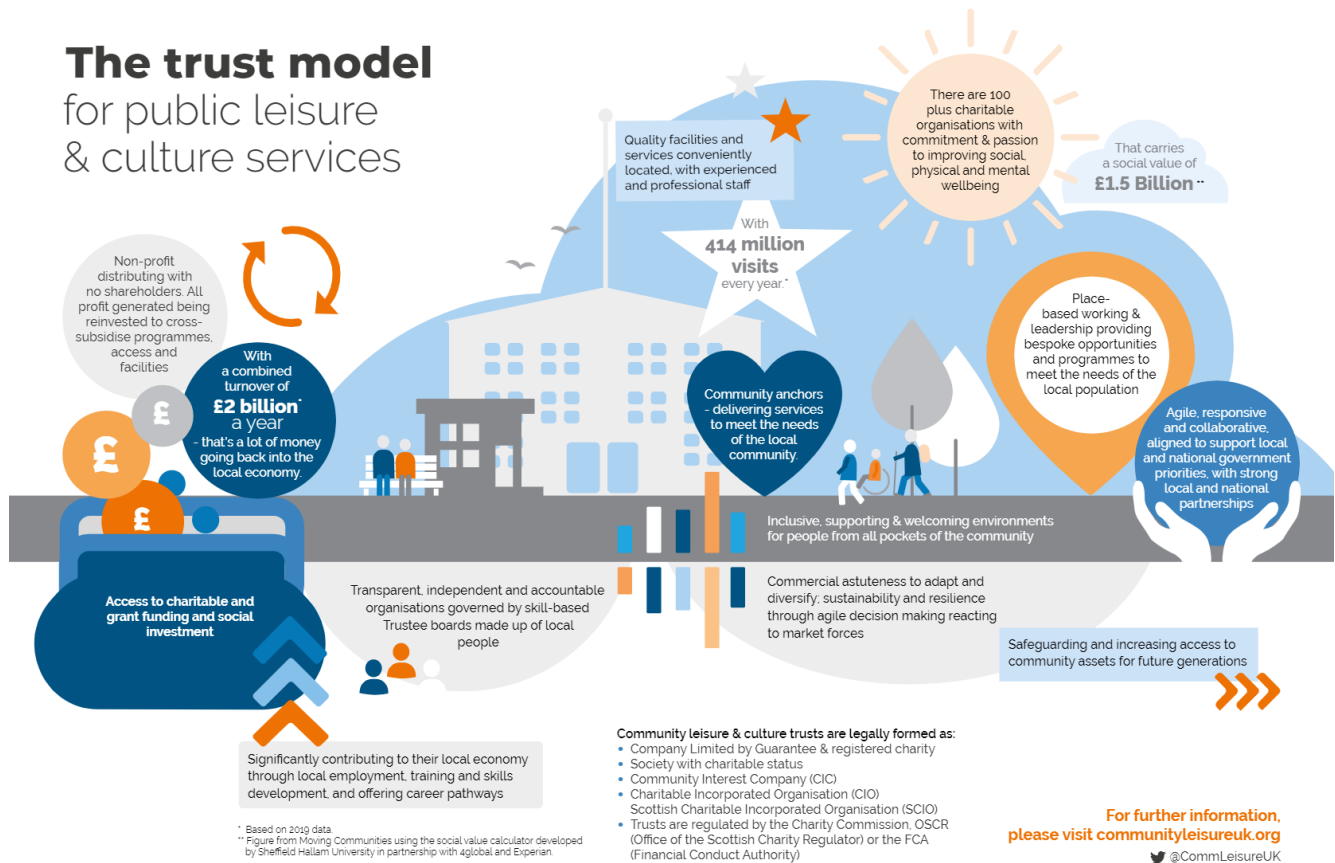 The trust model
for public leisure
& culture services
Quality facilities and
services conveniently
located, with experienced
and professional staff
There are 100
plus charitable
organisations with
commitment & passion
to improving social,
physical and mental
wellbeing
That carries
a social value of
£1.5 Billion **
With
414 million
visits
every year.*
Non-profit
distributing with
no shareholders. All
profit generated being
reinvested to cross-
subsidise programmes,
access and
facilities
With
a combined
turnover of
£2 billion*
a year
- that's a lot of money
going back into the
local economy.
£
£
£
Community anchors
- delivering services
to meet the needs
of the local
community.
Place-
based working &
leadership providing
bespoke opportunities
and programmes to
meet the needs of the
local population
Agile, responsive
and collaborative,
aligned to support local
and national government
priorities, with strong
local and national
partnerships
Inclusive, supporting & welcoming environments
for people from all pockets of the community
Access to charitable and
grant funding and social
investment
Transparent, independent and accountable
organisations governed by skill-based
Trustee boards made up of local
people
Commercial astuteness to adapt and
diversify; sustainability and resilience
through agile decision making reacting
to market forces
Safeguarding and increasing access to
community assets for future generations
Significantly contributing to their local economy
through local employment, training and skills
development, and offering career pathways
Community leisure & culture trusts are legally formed as:
• Company Limited by Guarantee & registered charity
• Society with charitable status
• Community Interest Company (CIC)
• Charitable Incorporated Organisation (CIO)
Scottish Charitable Incorporated Organisation (SCIO)
• Trusts are regulated by the Charity Commission, OSCR
(Office of the Scottish Charity Regulator) or the FCA
(Financial Conduct Authority)
* Based on 2019 data.
** Figure from Moving Communities using the social value calculator developed
by Sheffield Hallam University in partnership with 4global and Experian.
For further information,
please visit communityleisureuk.org
@CommLeisureUK